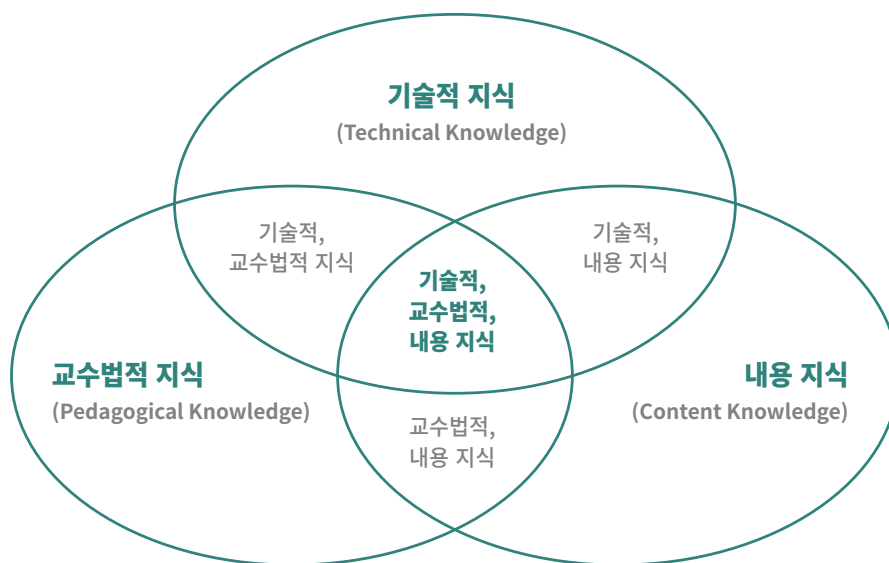 기술적 지식
(Technical Knowledge)
기술적,
교수법적 지식
기술적,
내용 지식
기술적,
교수법적,
내용 지식
교수법적 지식
(Pedagogical Knowledge)
내용 지식
(Content Knowledge)
교수법적,
내용 지식